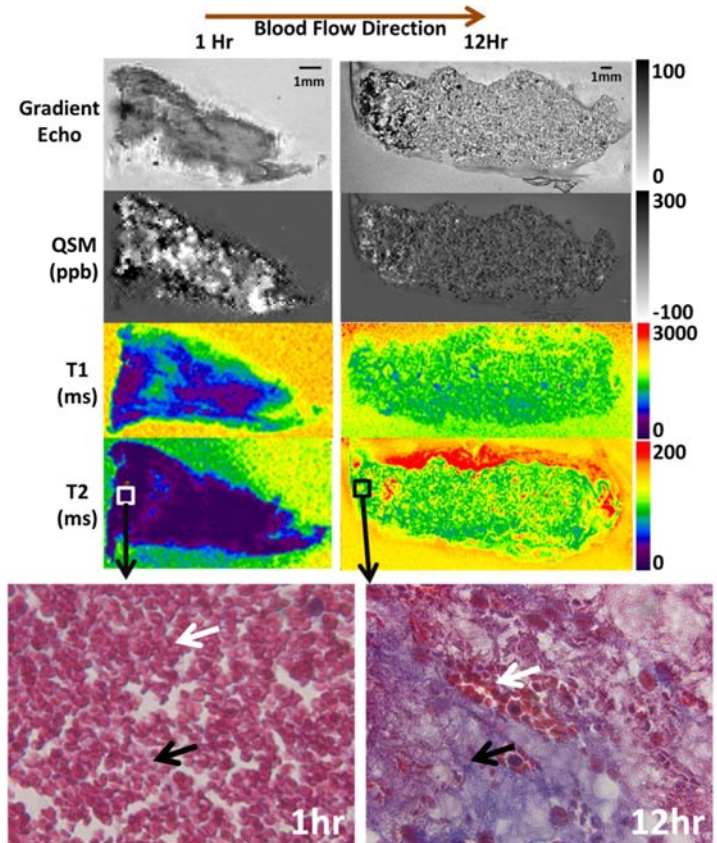 Blood Flow Direction
1 Hr
12Hr
1mm
1mm
Gradient
Echo
100
0
QSM
(ppb)
300
-100
T1
(ms)
3000
0
T2
(ms)
200
0
1hr
12hr